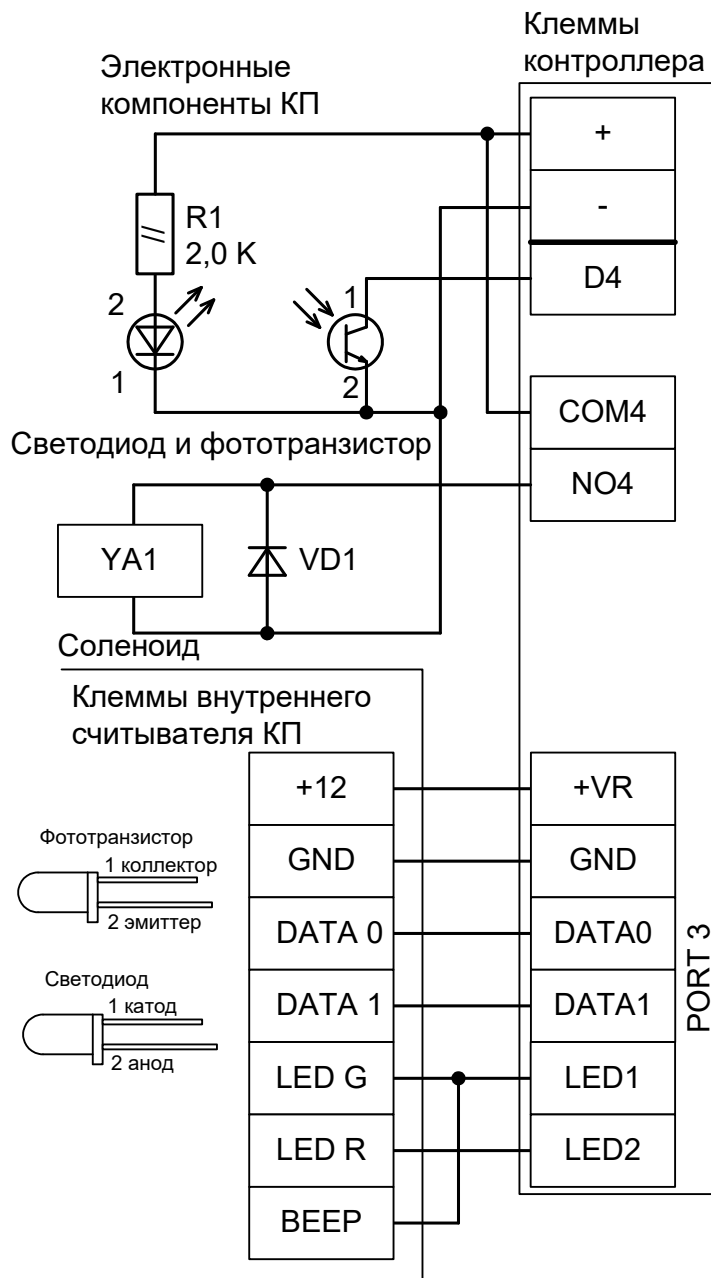 Клеммы
контроллера
Электронные
компоненты КП
+
-
D4
R1
2,0 K
2
1
1
2
COM4
NO4
Светодиод и фототранзистор
YA1
VD1
Соленоид
Клеммы внутреннего
считывателя КП
+12
GND
DATA 0
DATA 1
LED G
LED R
BEEP
+VR
GND
DATA0
DATA1
LED1
LED2
PORT 3
Фототранзистор
1 коллектор
2 эмиттер
Светодиод
1 катод
2 анод